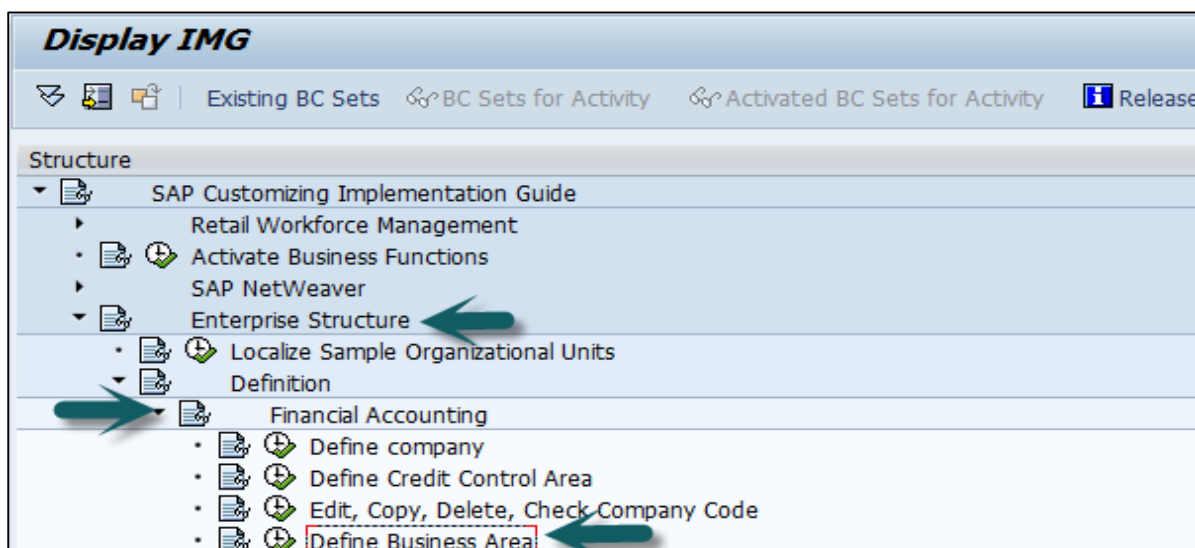 Display IMG
Existing BC Sets BC Sets for Activity Activated BC Sets for Activity Release
Structure
SAP Customizing Implementation Guide
Retail Workforce Management
Activate Business Functions
SAP NetWeaver
Enterprise Structure
Localize Sample Organizational Units
Definition
Financial Accounting
Define company
Define Credit Control Area
Edit, Copy, Delete, Check Company Code
Define Business Area